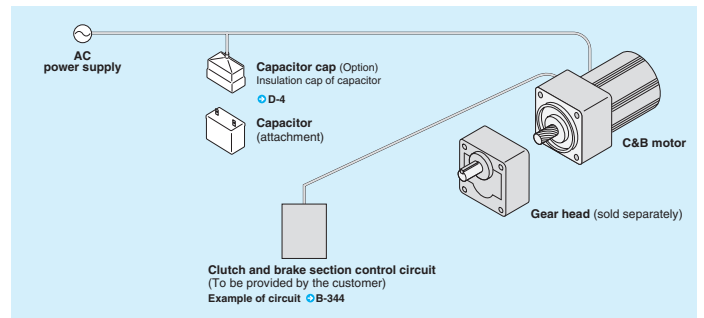 AC
power supply
Capacitor cap (Option)
Insulation cap of capacitor
D-4
Capacitor
(attachment)
C&B motor
Gear head (sold separately)
Clutch and brake section control circuit
(To be provided by the customer)
Example of circuit B-344